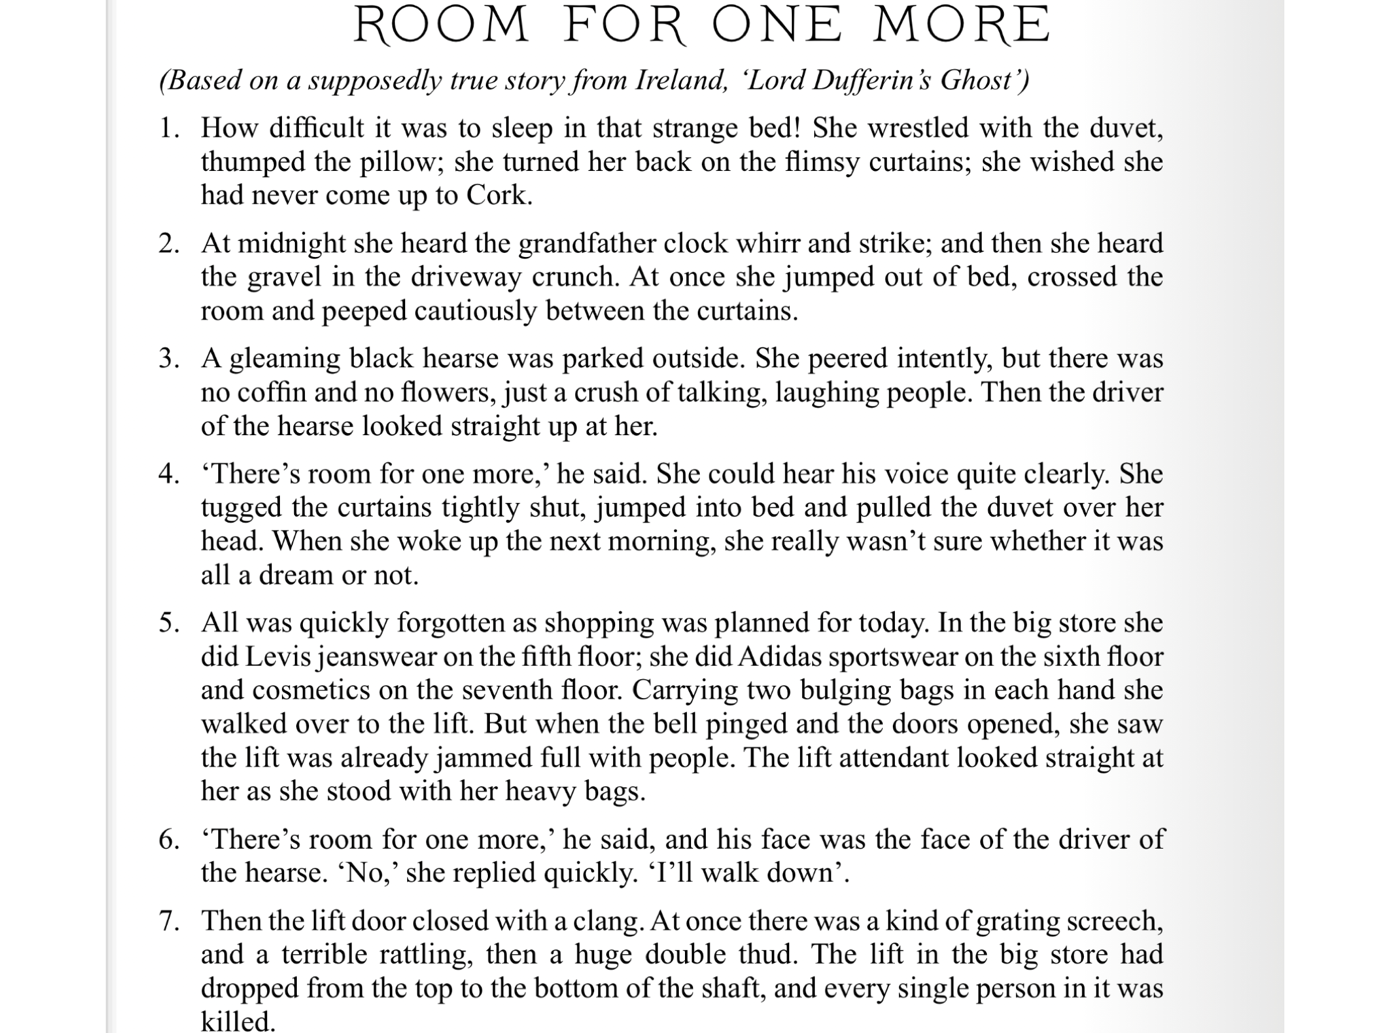 ROOM FOR ONE MORE
(Based on a supposedly true story from Ireland, ‘Lord Dufferin’s Ghost’)
1. How difficult it was to sleep in that strange bed! She wrestled with the duvet,
thumped the pillow; she turned her back on the flimsy curtains; she wished she
had never come up to Cork.
2. At midnight she heard the grandfather clock whirr and strike; and then she heard
the gravel in the driveway crunch. At once she jumped out of bed, crossed the
room and peeped cautiously between the curtains.
3. A gleaming black hearse was parked outside. She peered intently, but there was
no coffin and no flowers, just a crush of talking, laughing people. Then the driver
of the hearse looked straight up at her.
4. ‘There’s room for one more,’ he said. She could hear his voice quite clearly. She
tugged the curtains tightly shut, jumped into bed and pulled the duvet over her
head. When she woke up the next morning, she really wasn’t sure whether it was
all a dream or not.
5. All was quickly forgotten as shopping was planned for today. In the big store she
did Levis jeanswear on the fifth floor; she did Adidas sportswear on the sixth floor
and cosmetics on the seventh floor. Carrying two bulging bags in each hand she
walked over to the lift. But when the bell pinged and the doors opened, she saw
the lift was already jammed full with people. The lift attendant looked straight at
her as she stood with her heavy bags.
6. ‘There’s room for one more,’ he said, and his face was the face of the driver of
the hearse. ‘No,’ she replied quickly. ‘I’ll walk down’.
7. Then the lift door closed with a clang. At once there was a kind of grating screech,
and a terrible rattling, then a huge double thud. The lift in the big store had
dropped from the top to the bottom of the shaft, and every single person in it was
killed.